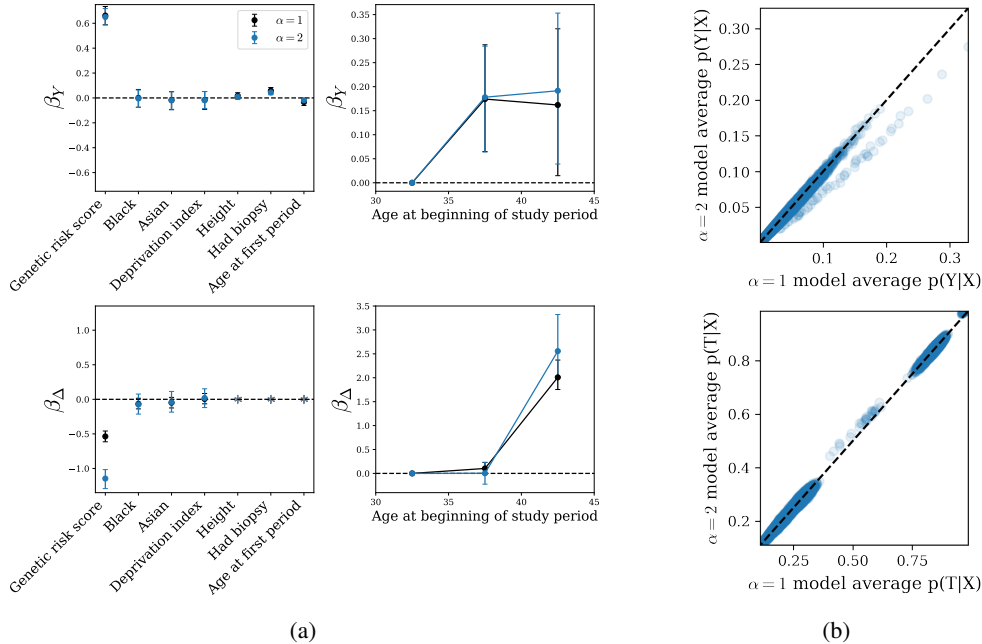 0.6
0.4
0.2
0.0
−0.2
−0.4
−0.6
β_Y
α = 1
α = 2
Genetic risk score
Black
Asian
Deprivation index
Height
Had biopsy
Age at first period
0.35
0.30
0.25
0.20
0.15
0.10
0.05
0.00
β_Y
30 35 40 45
Age at beginning of study period
0.30
0.25
0.20
0.15
0.10
0.05
α = 2 model average p(Y|X)
0.1 0.2 0.3
α = 1 model average p(Y|X)
1.0
0.5
0.0
−0.5
−1.0
β_Δ
Genetic risk score
Black
Asian
Deprivation index
Height
Had biopsy
Age at first period
3.5
3.0
2.5
2.0
1.5
1.0
0.5
0.0
β_Δ
30 35 40 45
Age at beginning of study period
0.8
0.6
0.4
0.2
α = 2 model average p(T|X)
0.25 0.50 0.75
α = 1 model average p(T|X)
(a)
(b)